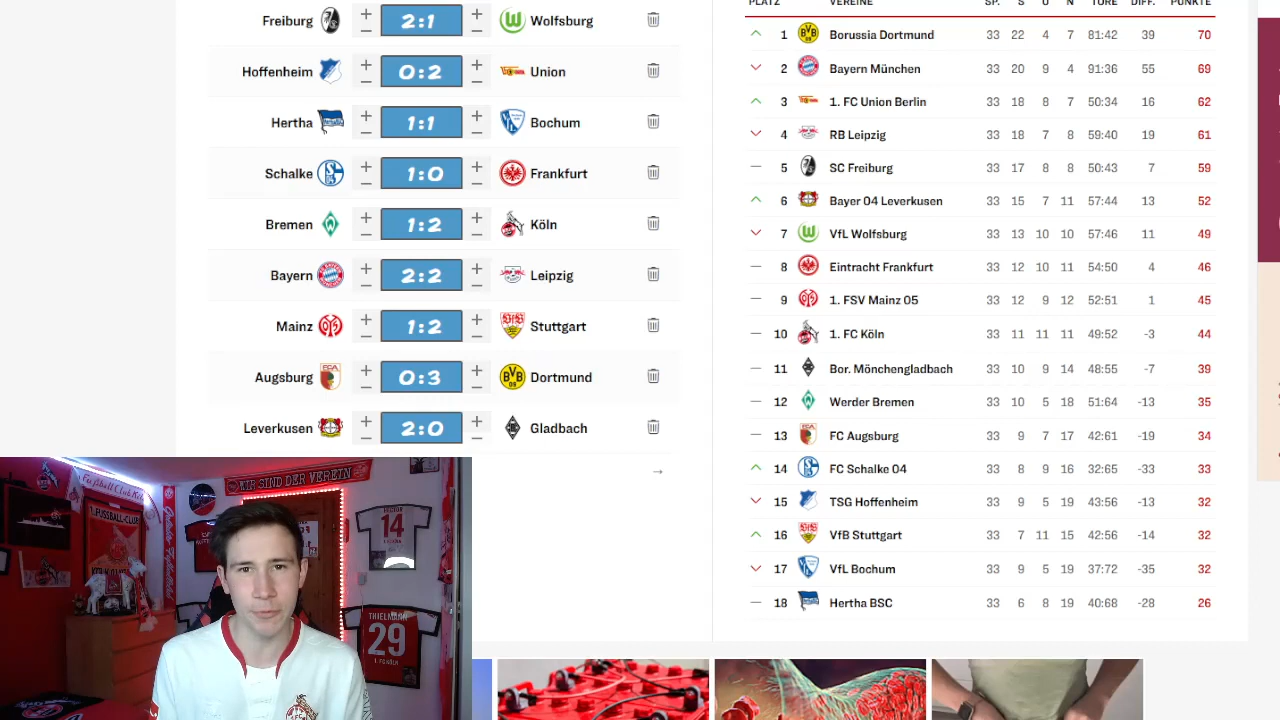 Freiburg + − 2:1 + − Wolfsburg
Hoffenheim + − 0:2 + − Union
Hertha + − 1:1 + − Bochum
Schalke + − 1:0 + − Frankfurt
Bremen + − 1:2 + − Köln
Bayern + − 2:2 + − Leipzig
Mainz + − 1:2 + − Stuttgart
Augsburg + − 0:3 + − Dortmund
Leverkusen + − 2:0 + − Gladbach
→
PLATZ VEREINE SP. S U N TORE DIFF. PUNKTE
1 Borussia Dortmund 33 22 4 7 81:42 39 70
2 Bayern München 33 20 9 4 91:36 55 69
3 1. FC Union Berlin 33 18 8 7 50:34 16 62
4 RB Leipzig 33 18 7 8 59:40 19 61
5 SC Freiburg 33 17 8 8 50:43 7 59
6 Bayer 04 Leverkusen 33 15 7 11 57:44 13 52
7 VfL Wolfsburg 33 13 10 10 57:46 11 49
8 Eintracht Frankfurt 33 12 10 11 54:50 4 46
9 1. FSV Mainz 05 33 12 9 12 52:51 1 45
10 1. FC Köln 33 11 11 11 49:52 -3 44
11 Bor. Mönchengladbach 33 10 9 14 48:55 -7 39
12 Werder Bremen 33 10 5 18 51:64 -13 35
13 FC Augsburg 33 9 7 17 42:61 -19 34
14 FC Schalke 04 33 8 9 16 32:65 -33 33
15 TSG Hoffenheim 33 9 5 19 43:56 -13 32
16 VfB Stuttgart 33 7 11 15 42:56 -14 32
17 VfL Bochum 33 9 5 19 37:72 -35 32
18 Hertha BSC 33 6 8 19 40:68 -28 26
WIR SIND DER VEREIN
1. FUSSBALL-CLUB
14
THIELMANN
29
1. FC KÖLN